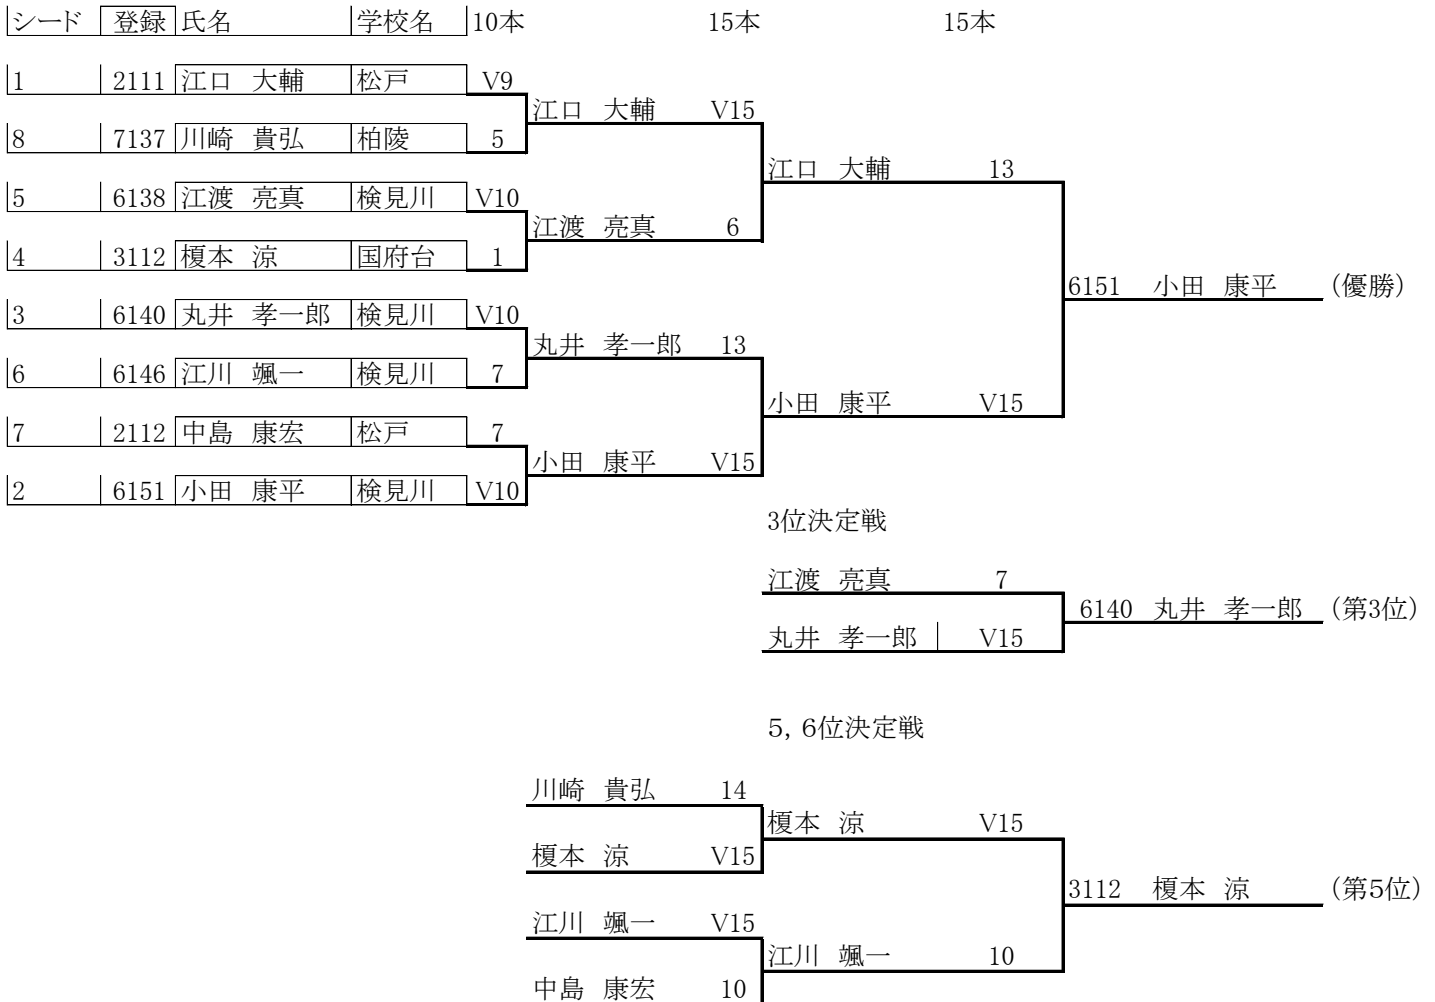 シード 登録 氏名 学校名 10本 15本 15本
1 2111 江口 大輔 松戸 V9
江口 大輔 V15
8 7137 川崎 貴弘 柏陵 5
江口 大輔 13
5 6138 江渡 亮真 検見川 V10
江渡 亮真 6
4 3112 榎本 涼 国府台 1
6151 小田 康平 (優勝)
3 6140 丸井 孝一郎 検見川 V10
丸井 孝一郎 13
6 6146 江川 颯一 検見川 7
小田 康平 V15
7 2112 中島 康宏 松戸 7
小田 康平 V15
2 6151 小田 康平 検見川 V10
3位決定戦
江渡 亮真 7
6140 丸井 孝一郎 (第3位)
丸井 孝一郎 V15
5, 6位決定戦
川崎 貴弘 14
榎本 涼 V15
榎本 涼 V15
3112 榎本 涼 (第5位)
江川 颯一 V15
江川 颯一 10
中島 康宏 10